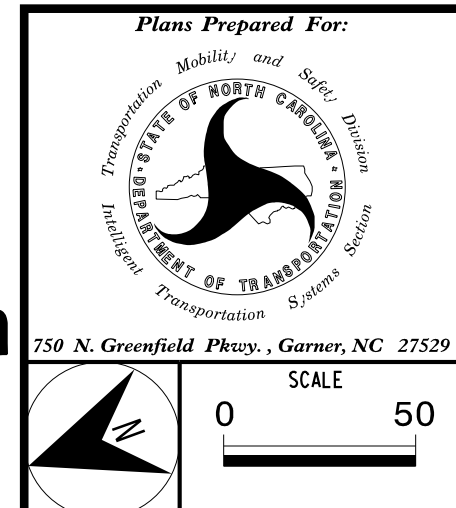 Plans Prepared For:
Transportation Mobility and Safety Division
STATE OF NORTH CAROLINA
DEPARTMENT OF TRANSPORTATION
Intelligent Transportation Systems Section
750 N. Greenfield Pkwy., Garner, NC 27529
N
SCALE
0 50